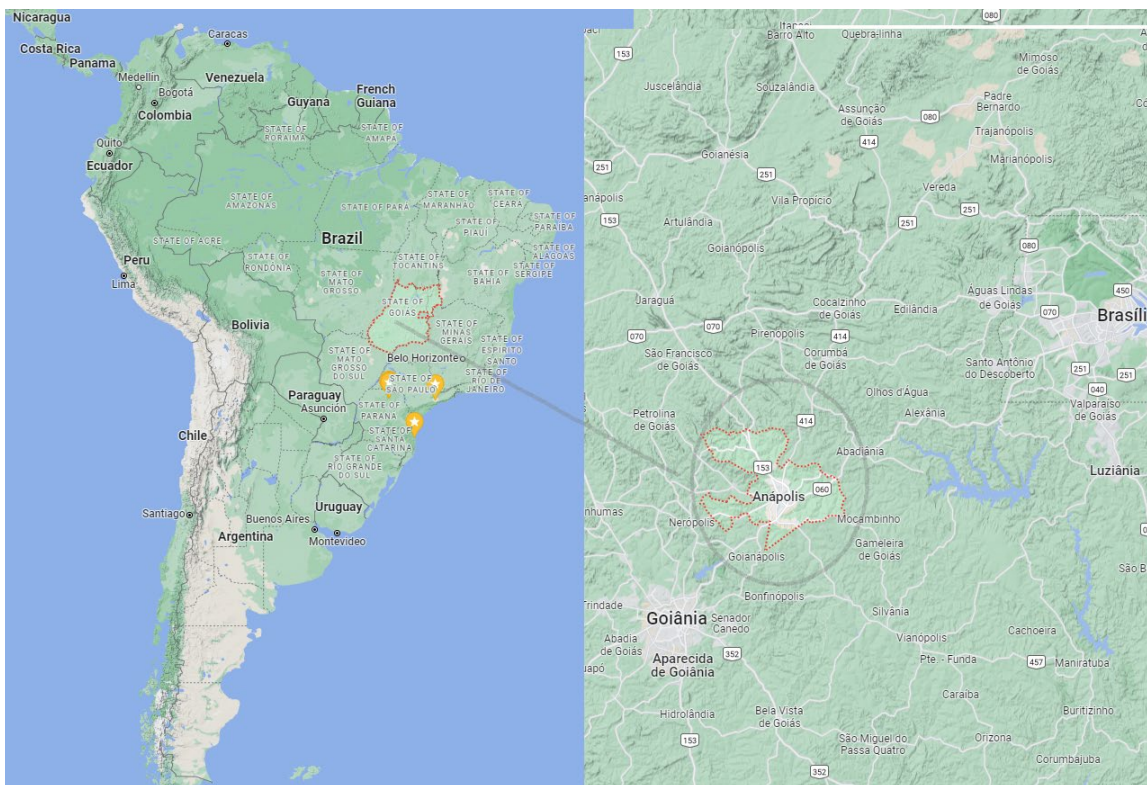 Nicaragua
Costa Rica
Panama
Caracas
Medellín
Venezuela
Bogotá
Colombia
Guyana
French
Guiana
STATE OF
RORAIMA
STATE OF
AMAPA
Quito
Ecuador
STATE OF
AMAZONAS
STATE OF PARÁ
STATE OF
MARANHÃO
STATE OF
CEARA
STATE OF
PIAUÍ
STATE OF
PARAIBA
STATE OF ACRE
Brazil
STATE OF
ALAGOAS
STATE OF
SERGIPE
STATE OF
TOCANTINS
STATE OF
BAHIA
STATE OF
RONDÔNIA
STATE OF
MATO
GROSSO
Peru
Lima
STATE OF
GOIÁS
Bolivia
STATE OF
MINAS
GERAIS
STATE OF
ESPIRITO
SANTO
Belo Horizonte
STATE OF
MATO
GROSSO
DO SUL
STATE OF
SÃO PAULO
STATE OF
RIO DE
JANEIRO
Paraguay
Asunción
STATE OF
PARANA
Chile
STATE OF
SANTA
CATARINA
STATE OF
RIO GRANDE
DO SUL
Uruguay
Santiago
Buenos Aires
Montevideo
Argentina
080
153
Barro Alto
Quebra-linha
Mimoso
de Goiás
Juscelândia
Souzalândia
Assunção
de Goiás
080
Padre
Bernardo
Trajanópolis
414
Marianópolis
251
Goianésia
251
251
Vereda
Vila Propício
153
Artulândia
251
251
Goianópolis
080
Jaraguá
Cocalzinho
de Goiás
Edilândia
Aguas Lindas
de Goiás
450
070
070
Pirenópolis
070
Brasíli
São Francisco
de Goiás
Corumbá
de Goiás
Santo Antônio
do Descoberto
040
Olhos d'Água
Valparaíso
de Goiás
Petrolina
de Goiás
414
Alexânia
Abadiânia
Luziânia
153
060
Anápolis
nhumas
Nerópolis
Mocambinho
Goianápolis
Gameleira
de Goiás
São B
Bonfinópolis
Trindade
Goiânia
Senador
Canedo
Silvânia
Abadia
de Goiás
Vianópolis
Cachoeira
uapó
Aparecida
de Goiânia
352
Pte. - Funda
457
Maniratuba
Caraíba
Hidrolândia
Bela Vista
de Goiás
Buritizinho
153
São Miguel do
Passa Quatro
Orizona
352
Corumbajuba